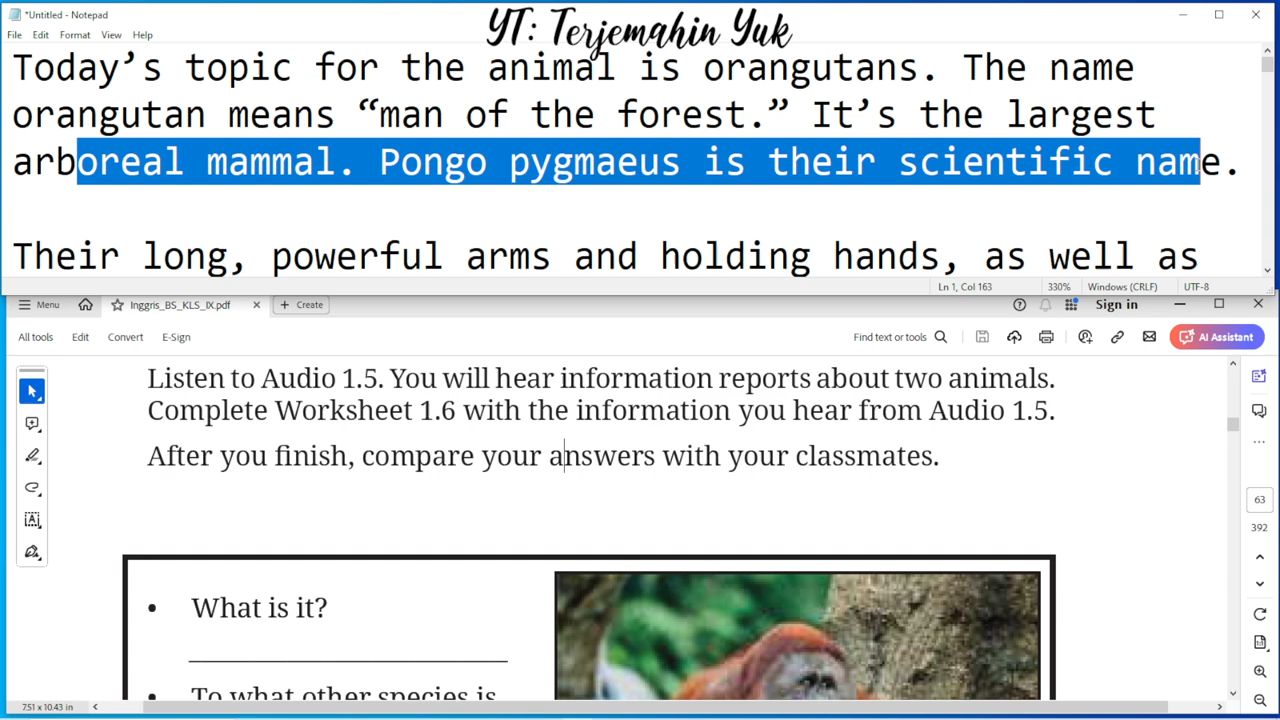 *Untitled - Notepad
YT: Terjemahin Yuk
File Edit Format View Help
Today’s topic for the animal is orangutans. The name
orangutan means “man of the forest.” It’s the largest
arboreal mammal. Pongo pygmaeus is their scientific name.
Their long, powerful arms and holding hands, as well as
Ln 1, Col 163 330% Windows (CRLF) UTF-8
Menu Inggris_BS_KLS_IX.pdf + Create Sign in
All tools Edit Convert E-Sign Find text or tools AI Assistant
Listen to Audio 1.5. You will hear information reports about two animals.
Complete Worksheet 1.6 with the information you hear from Audio 1.5.
After you finish, compare your answers with your classmates.
63
392
• What is it?
• To what other species is
7.51 x 10.43 in